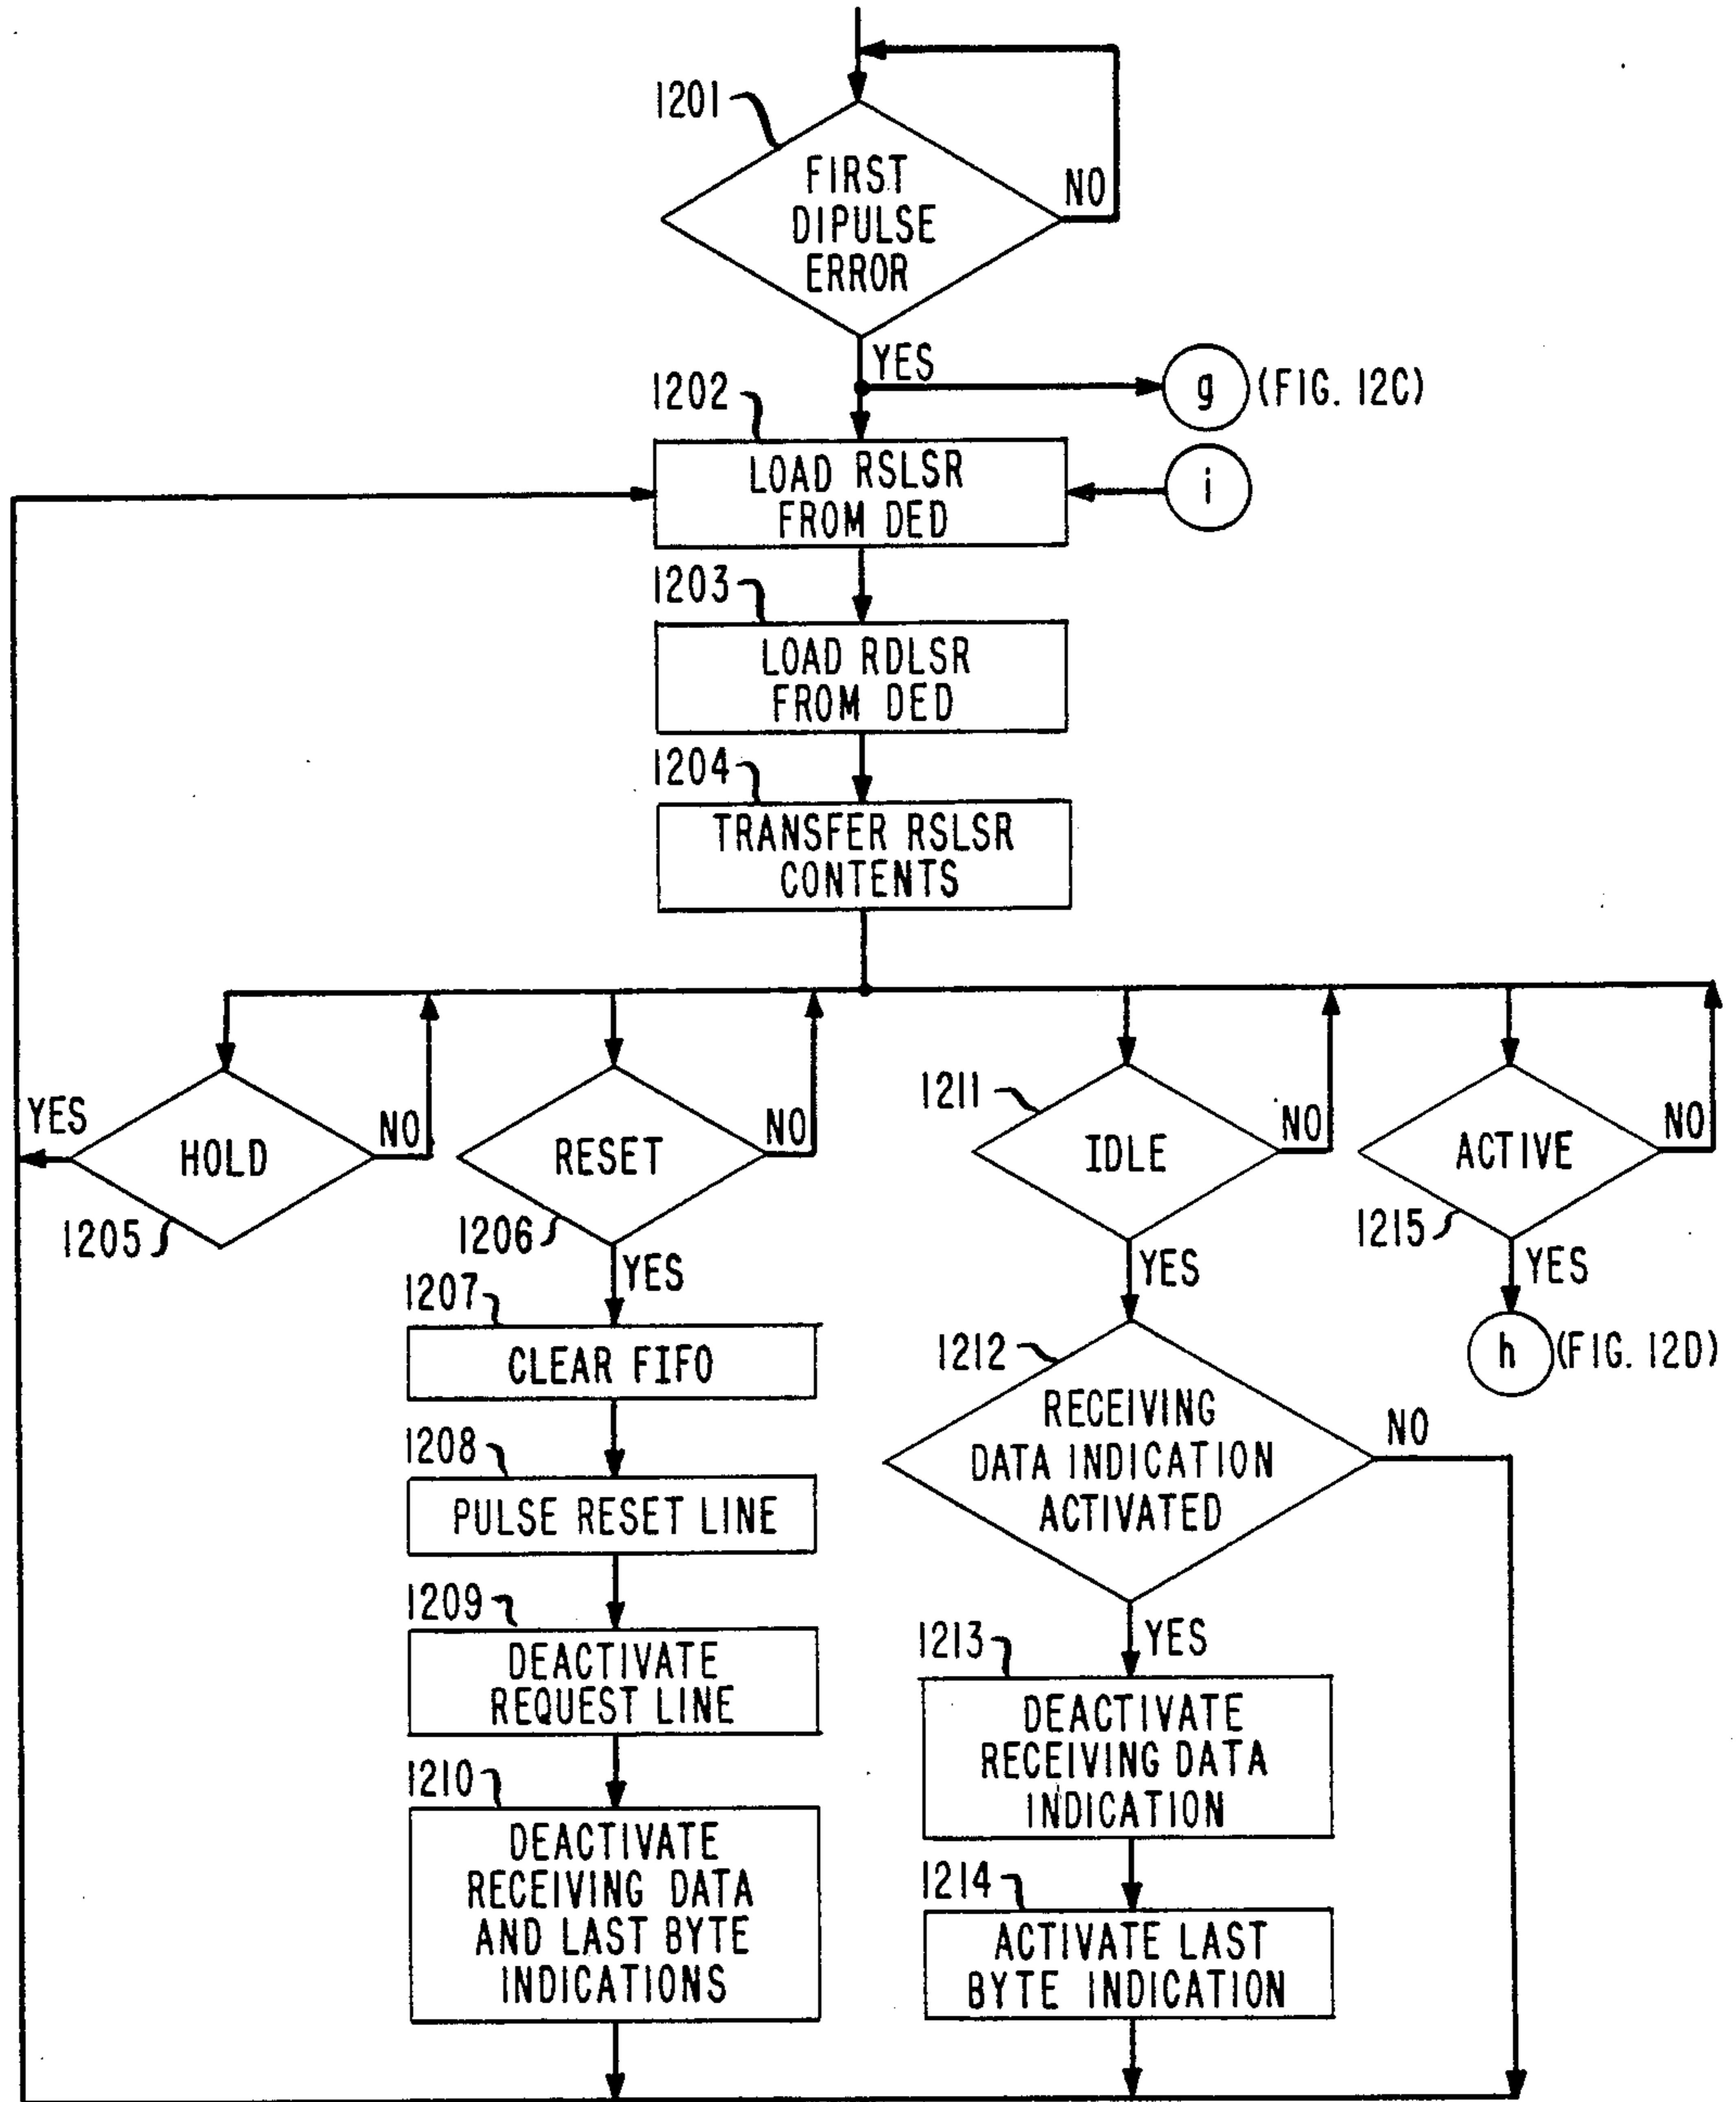 1201
FIRST
DIPULSE
ERROR
NO
YES
g (FIG. 12C)
1202
LOAD RSLSR
FROM DED
i
1203
LOAD RDLSR
FROM DED
1204
TRANSFER RSLSR
CONTENTS
YES
HOLD
NO
1205
RESET
NO
1206
YES
1211
IDLE
NO
YES
ACTIVE
NO
1215
YES
h (FIG. 12D)
1207
CLEAR FIFO
1208
PULSE RESET LINE
1209
DEACTIVATE
REQUEST LINE
1210
DEACTIVATE
RECEIVING DATA
AND LAST BYTE
INDICATIONS
1212
RECEIVING
DATA INDICATION
ACTIVATED
NO
YES
1213
DEACTIVATE
RECEIVING DATA
INDICATION
1214
ACTIVATE LAST
BYTE INDICATION